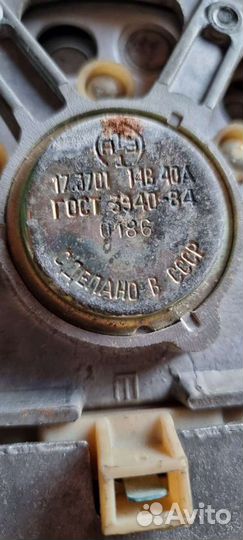 17.3701 14В 40А
ГОСТ 3940-84
0186
СДЕЛАНО В СССР
Avito